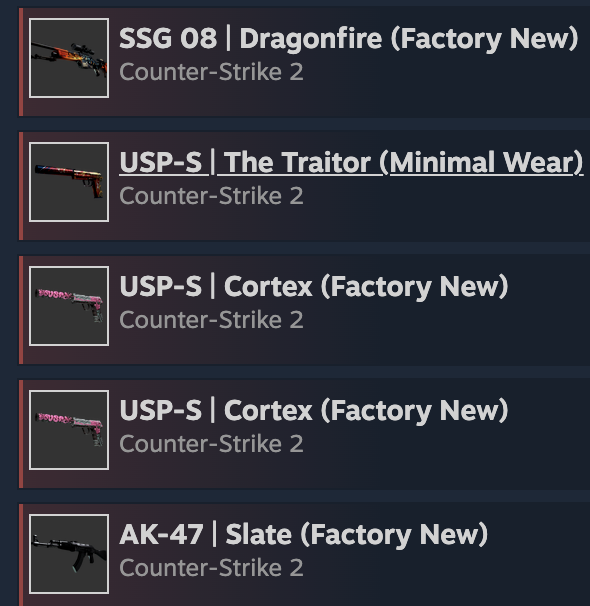 SSG 08 | Dragonfire (Factory New)
Counter-Strike 2
USP-S | The Traitor (Minimal Wear)
Counter-Strike 2
USP-S | Cortex (Factory New)
Counter-Strike 2
USP-S | Cortex (Factory New)
Counter-Strike 2
AK-47 | Slate (Factory New)
Counter-Strike 2